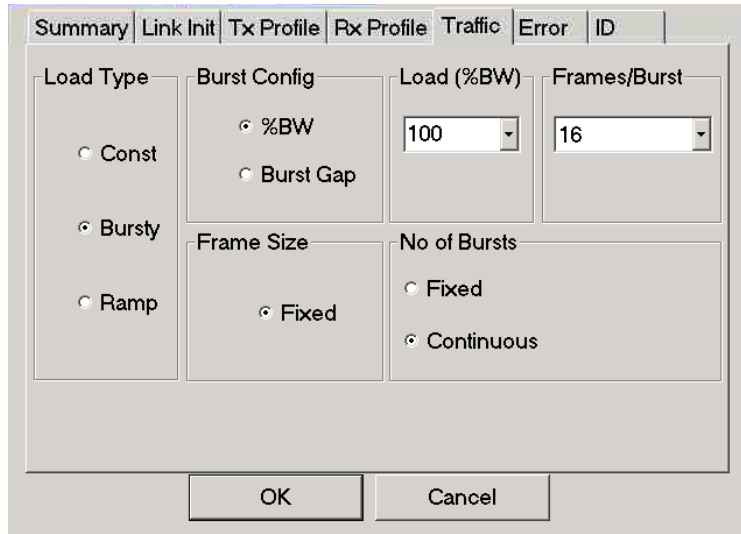 Summary Link Init Tx Profile Rx Profile Traffic Error ID
Load Type Burst Config Load (%BW) Frames/Burst
%BW 100 16
Const
Burst Gap
Bursty
Frame Size No of Bursts
Fixed
Ramp Fixed
Continuous
OK Cancel